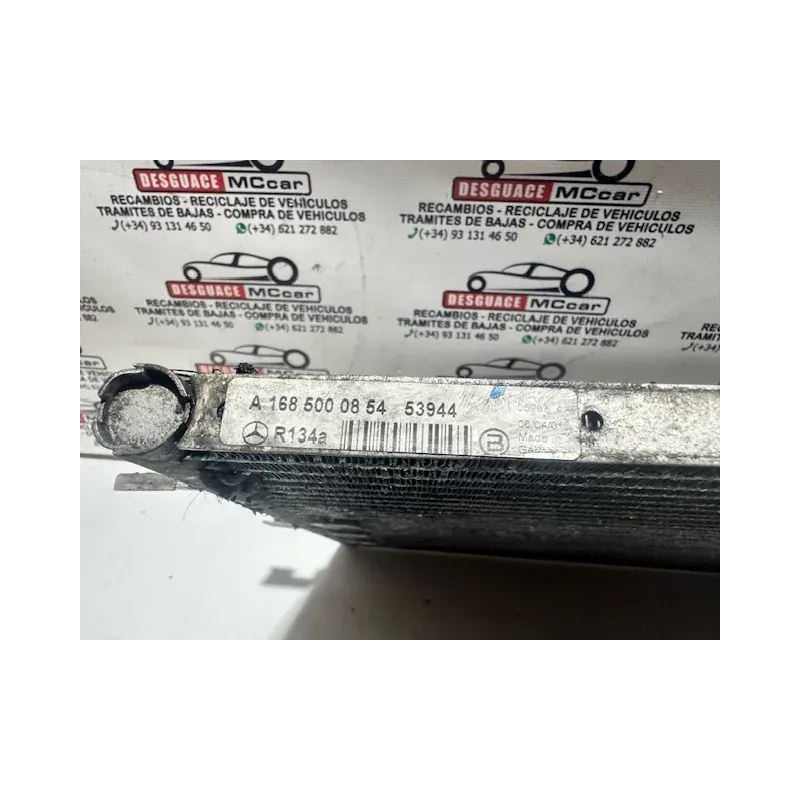 DESGUACE MCcar
RECAMBIOS - RECICLAJE DE VEHÍCULOS
TRAMITES DE BAJAS - COMPRA DE VEHICULOS
(+34) 93 131 46 50 (+34) 621 272 882
DESGUACE MCcar
RECAMBIOS - RECICLAJE DE VEHICULOS
TRAMITES DE BAJAS - COMPRA DE VEHICULOS
(+34) 93 131 46 50 (+34) 621 272 882
DESGUACE MCcar
RECAMBIOS - RECICLAJE DE VEHICULOS
TRAMITES DE BAJAS - COMPRA DE VEHICULOS
(+34) 93 131 46 50 (+34) 621 272 882
DESGUACE MCcar
RECAMBIOS - RECICLAJE DE VEHICULOS
TRAMITES DE BAJAS - COMPRA DE VEHICULOS
(+34) 93 131 46 50 (+34) 621 272 882
VEHICULOS
VEHICULOS
882
A 168 500 08 54 53944
R134a
B
Made in